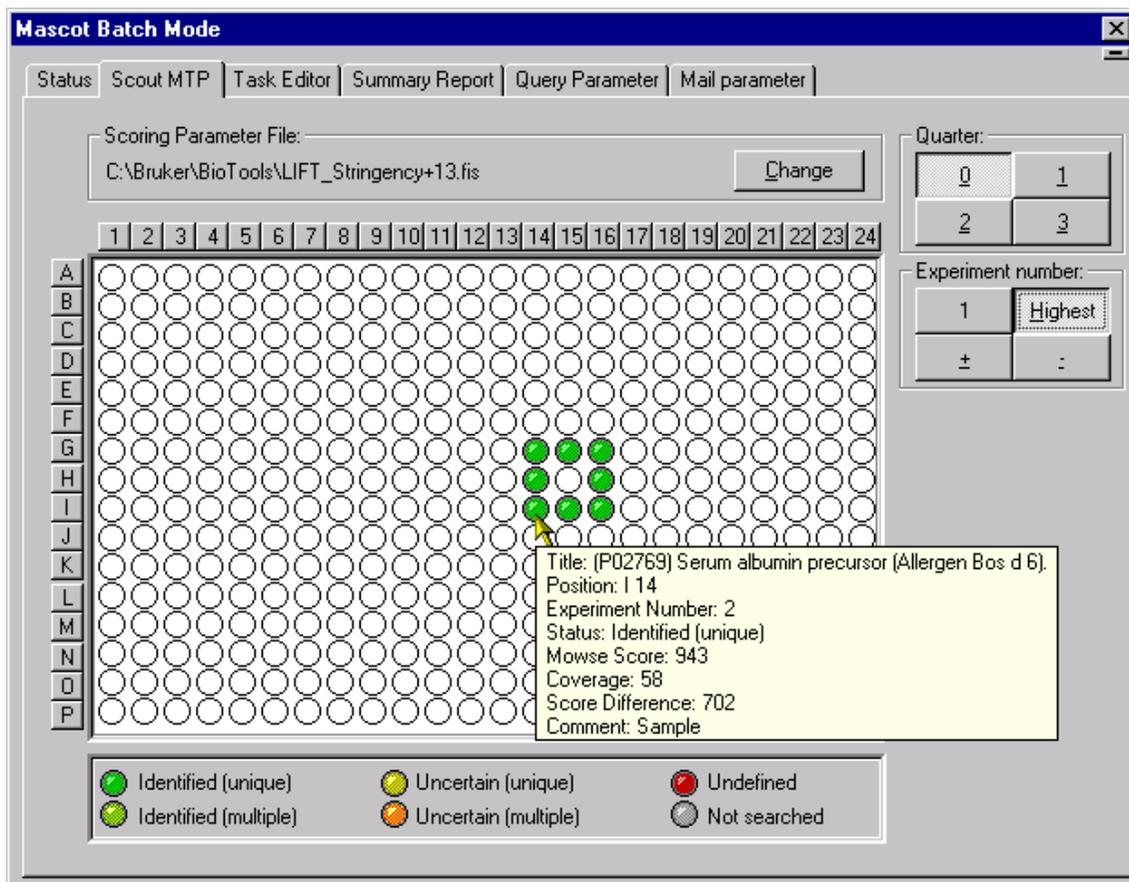 Mascot Batch Mode
Status Scout MTP Task Editor Summary Report Query Parameter Mail parameter
Scoring Parameter File:
C:\Bruker\BioTools\LIFT_Stringency+13.fis
Change
Quarter:
0 1
2 3
Experiment number:
1 Highest
+ -
1 2 3 4 5 6 7 8 9 10 11 12 13 14 15 16 17 18 19 20 21 22 23 24
A
B
C
D
E
F
G
H
I
J
K
L
M
N
O
P
Title: (P02769) Serum albumin precursor (Allergen Bos d 6).
Position: I 14
Experiment Number: 2
Status: Identified (unique)
Mowse Score: 943
Coverage: 58
Score Difference: 702
Comment: Sample
Identified (unique) Uncertain (unique) Undefined
Identified (multiple) Uncertain (multiple) Not searched